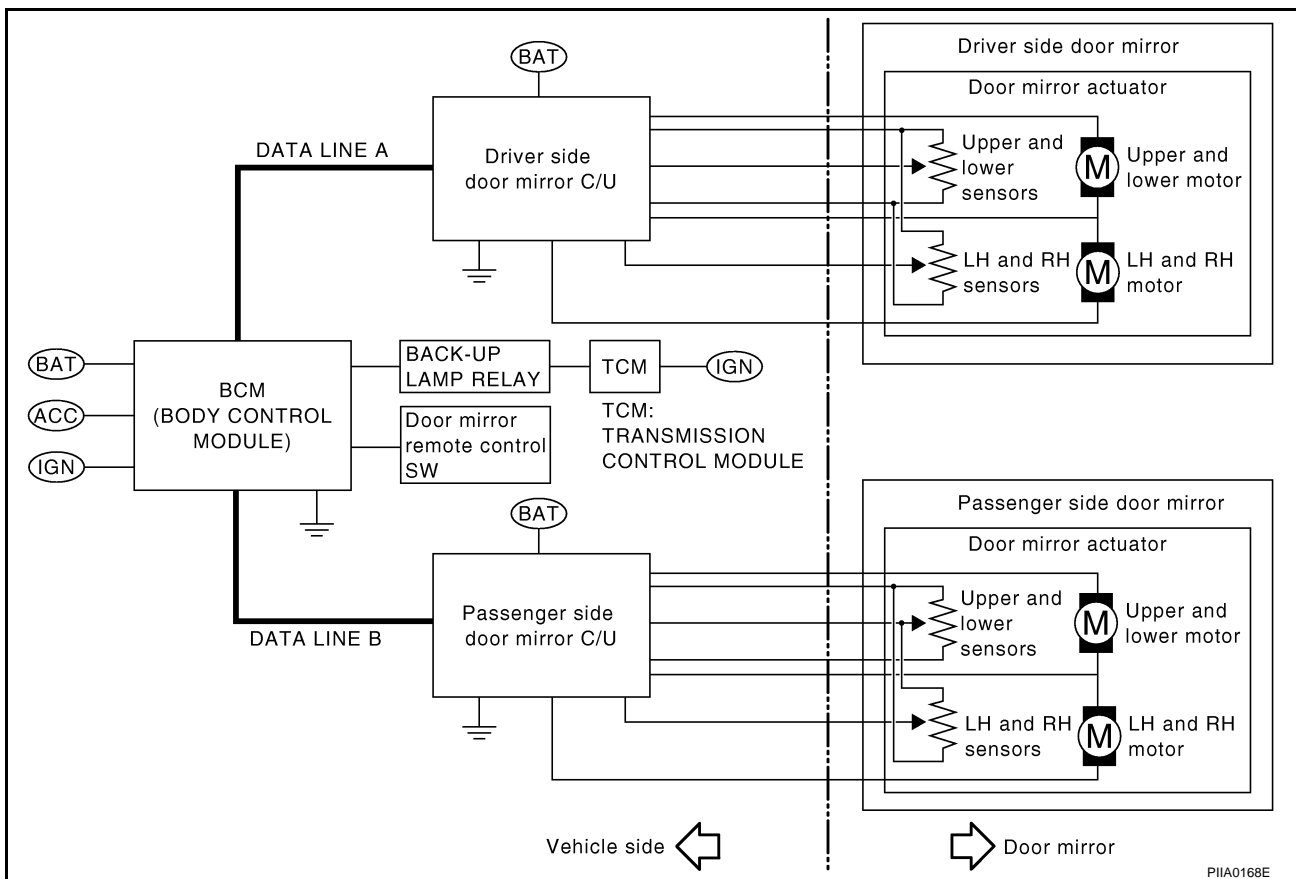 BAT
Driver side door mirror
Door mirror actuator
DATA LINE A
Driver side
door mirror C/U
Upper and
lower
sensors
M
Upper and
lower motor
LH and RH
sensors
M
LH and RH
motor
BAT
ACC
IGN
BCM
(BODY CONTROL
MODULE)
BACK-UP
LAMP RELAY
TCM
IGN
Door mirror
remote control
SW
TCM:
TRANSMISSION
CONTROL MODULE
BAT
Passenger side door mirror
Door mirror actuator
DATA LINE B
Passenger side
door mirror C/U
Upper and
lower
sensors
M
Upper and
lower motor
LH and RH
sensors
M
LH and RH
motor
Vehicle side
Door mirror
PIIA0168E